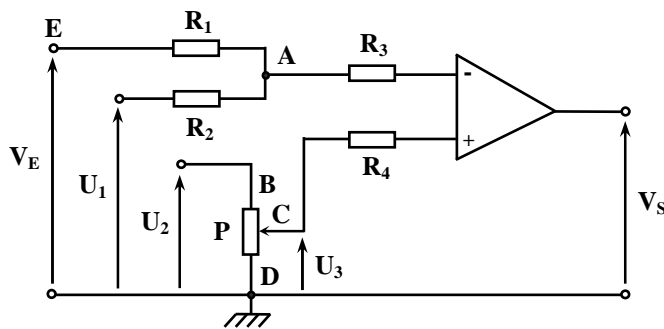 E
R₁
A
R₃
-
R₂
+
R₄
V_E
U₁
B
U₂
C
P
V_S
U₃
D